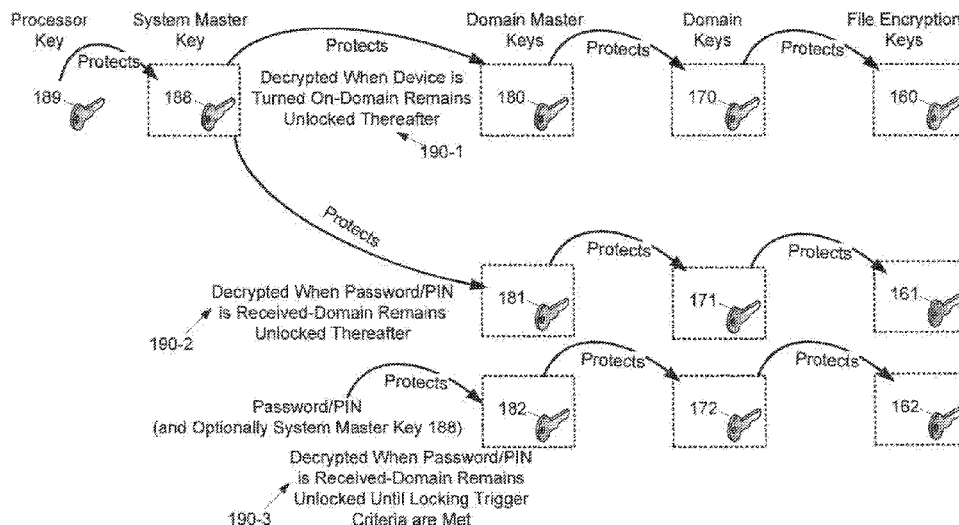 Processor
Key
System Master
Key
Domain Master
Keys
Domain
Keys
File Encryption
Keys
Protects
Protects
Protects
Protects
189
188
Decrypted When Device is
Turned On-Domain Remains
Unlocked Thereafter
190-1
180
170
160
Protects
Protects
Protects
Decrypted When Password/PIN
is Received-Domain Remains
Unlocked Thereafter
190-2
181
171
161
Protects
Protects
Protects
Password/PIN
(and Optionally System Master Key 188)
182
172
162
Decrypted When Password/PIN
is Received-Domain Remains
Unlocked Until Locking Trigger
Criteria are Met
190-3